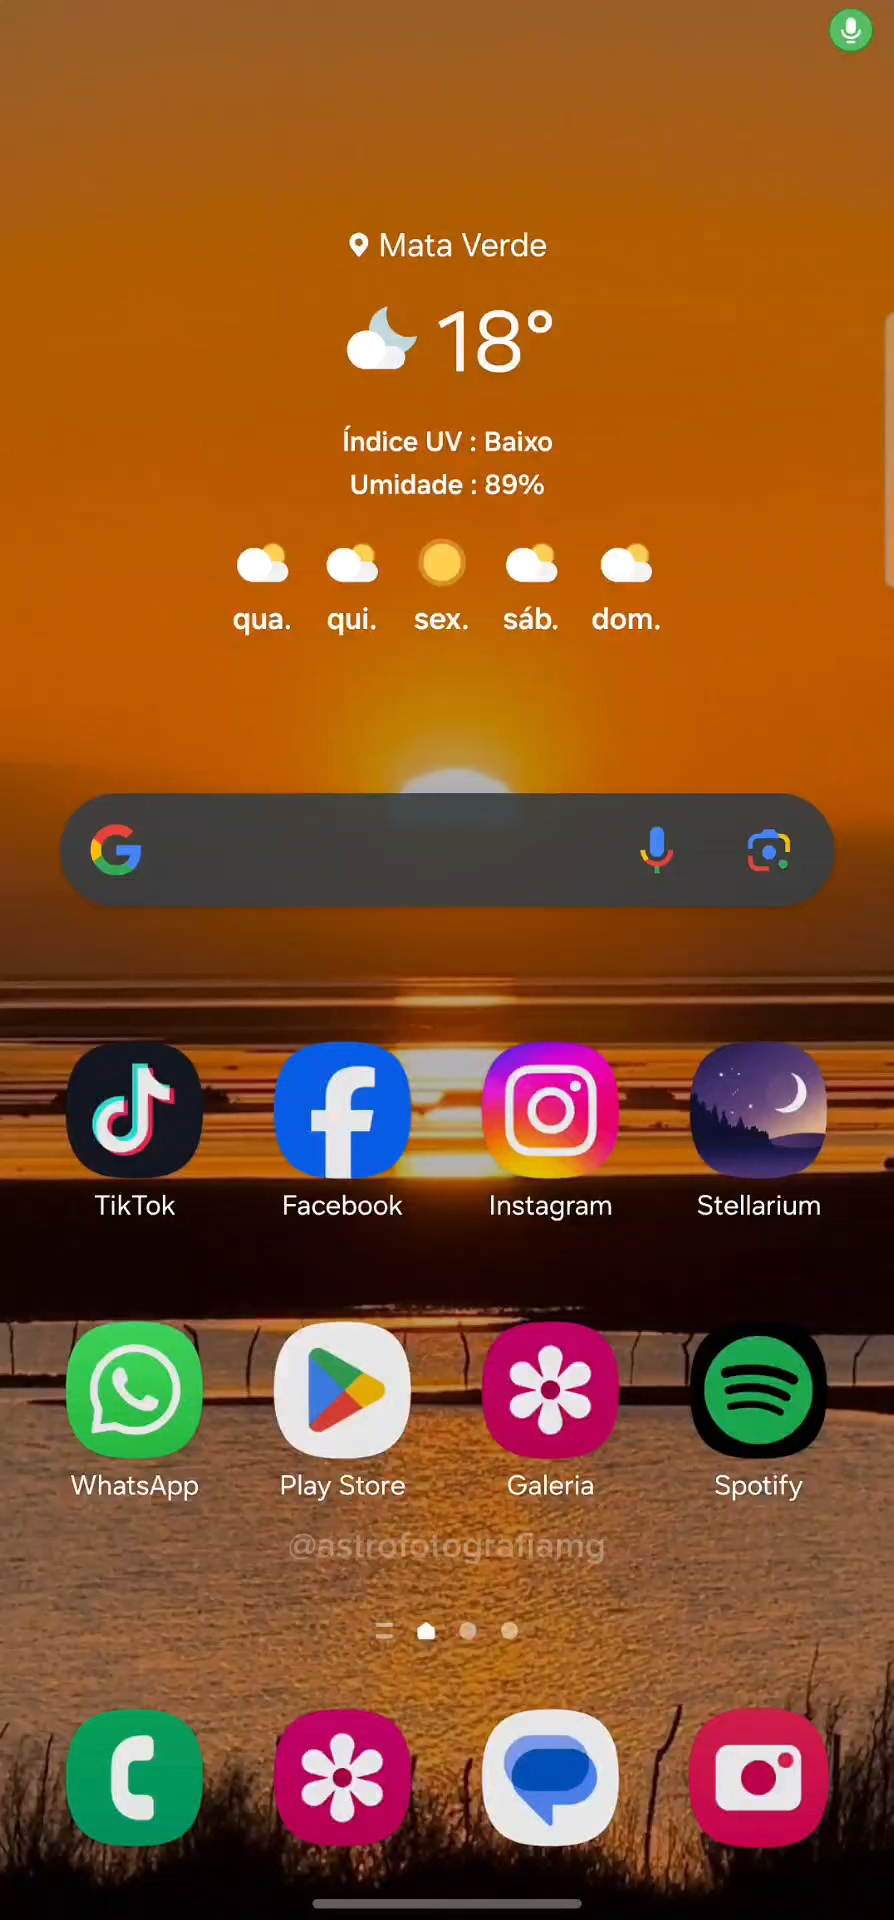 Mata Verde
18°
Índice UV : Baixo
Umidade : 89%
qua. qui. sex. sáb. dom.
TikTok Facebook Instagram Stellarium
WhatsApp Play Store Galeria Spotify
@astrofotografiamg